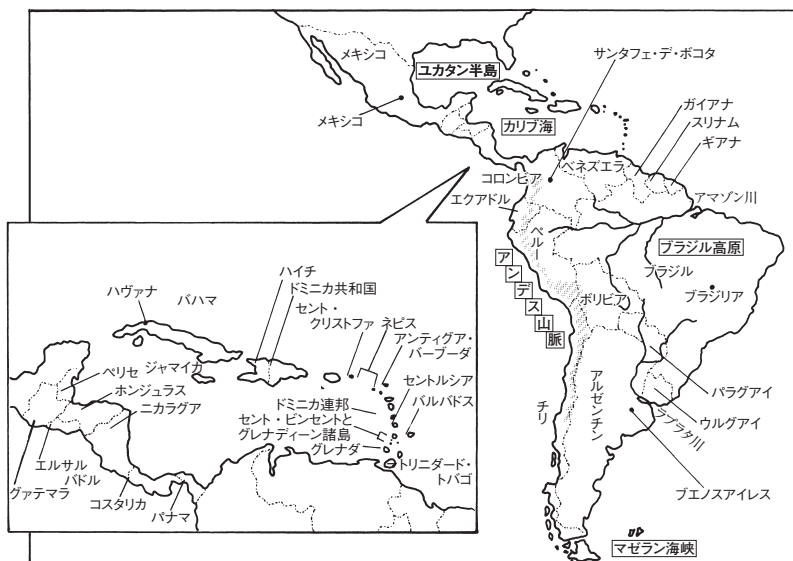 メキシコ
ユカタン半島
サンタフェ・デ・ボコタ
メキシコ
カリブ海
ガイアナ
スリナム
ギアナ
コロンビア
ベネズエラ
エクアドル
アマゾン川
ペルー
ブラジル高原
ブラジル
アンデス山脈
ボリビア
ブラジリア
パラグアイ
アルゼンチン
チリ
ウルグアイ
ラプラタ川
ブエノスアイレス
マゼラン海峡
ハヴァナ
バハマ
ハイチ
ドミニカ共和国
セント・
クリストファ
ネビス
アンティグア・
バーブーダ
ベリセ
ジャマイカ
ホンジュラス
ニカラグア
セントルシア
ドミニカ連邦
バルバドス
セント・ビンセントと
グレナディーン諸島
グレナダ
エルサル
バドル
トリニダード・
トバゴ
グァテマラ
コスタリカ
パナマ